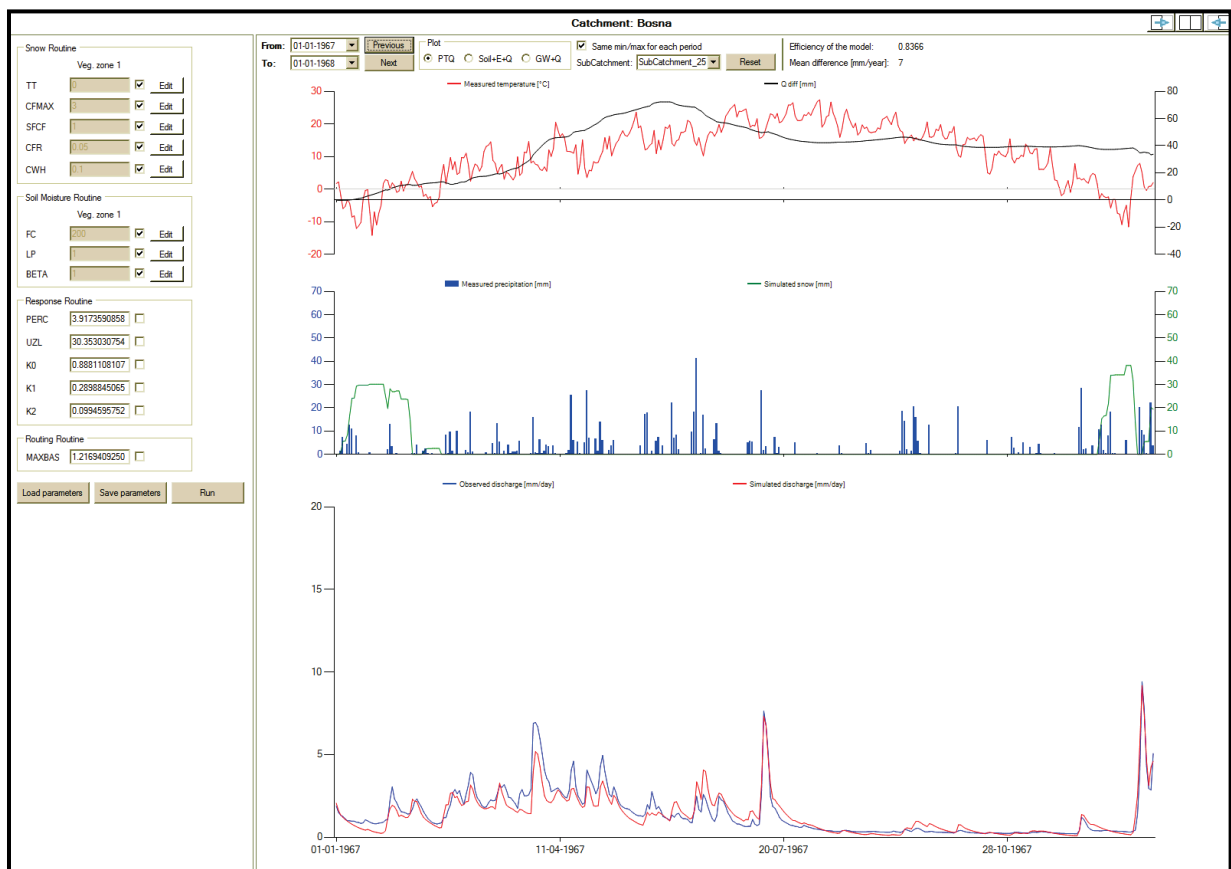 Catchment: Bosna
Snow Routine
Veg. zone 1
TT 0 Edit
CFMAX 3 Edit
SFCF 1 Edit
CFR 0.05 Edit
CWH 0.1 Edit
Soil Moisture Routine
Veg. zone 1
FC 200 Edit
LP 1 Edit
BETA 1 Edit
Response Routine
PERC 3.9173590858
UZL 30.353030754
K0 0.8881108107
K1 0.2898845065
K2 0.0994595752
Routing Routine
MAXBAS 1.2169409250
Load parameters Save parameters Run
From: 01-01-1967 Previous
To: 01-01-1968 Next
Plot
PTQ Soil+E+Q GW+Q
Same min/max for each period
SubCatchment: SubCatchment_25 Reset
Efficiency of the model: 0.8366
Mean difference [mm/year]: 7
Measured temperature [°C] Q diff [mm]
30 80
20 60
10 40
0 20
-10 0
-20 -20
-40
Measured precipitation [mm] Simulated snow [mm]
70 70
60 60
50 50
40 40
30 30
20 20
10 10
0 0
Observed discharge [mm/day] Simulated discharge [mm/day]
20
15
10
5
0
01-01-1967 11-04-1967 20-07-1967 28-10-1967